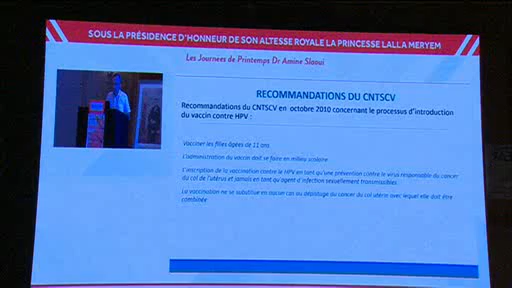 SOUS LA PRÉSIDENCE D'HONNEUR DE SON ALTESSE ROYALE LA PRINCESSE LALLA MERYEM
Les Journées de Printemps Dr Amine Slaoui
RECOMMANDATIONS DU CNTSCV
Recommandations du CNTSCV en octobre 2010 concernant le processus d'introduction
du vaccin contre HPV :
Vacciner les filles âgées de 11 ans
L'administration du vaccin doit se faire en milieu scolaire
L'inscription de la vaccination contre le HPV en tant qu'une prévention contre le virus responsable du cancer
du col de l'utérus et jamais en tant qu'agent d'infection sexuellement transmissibles
La vaccination ne se substitue en aucun cas au dépistage du cancer du col utérin avec lequel elle doit être
combinée